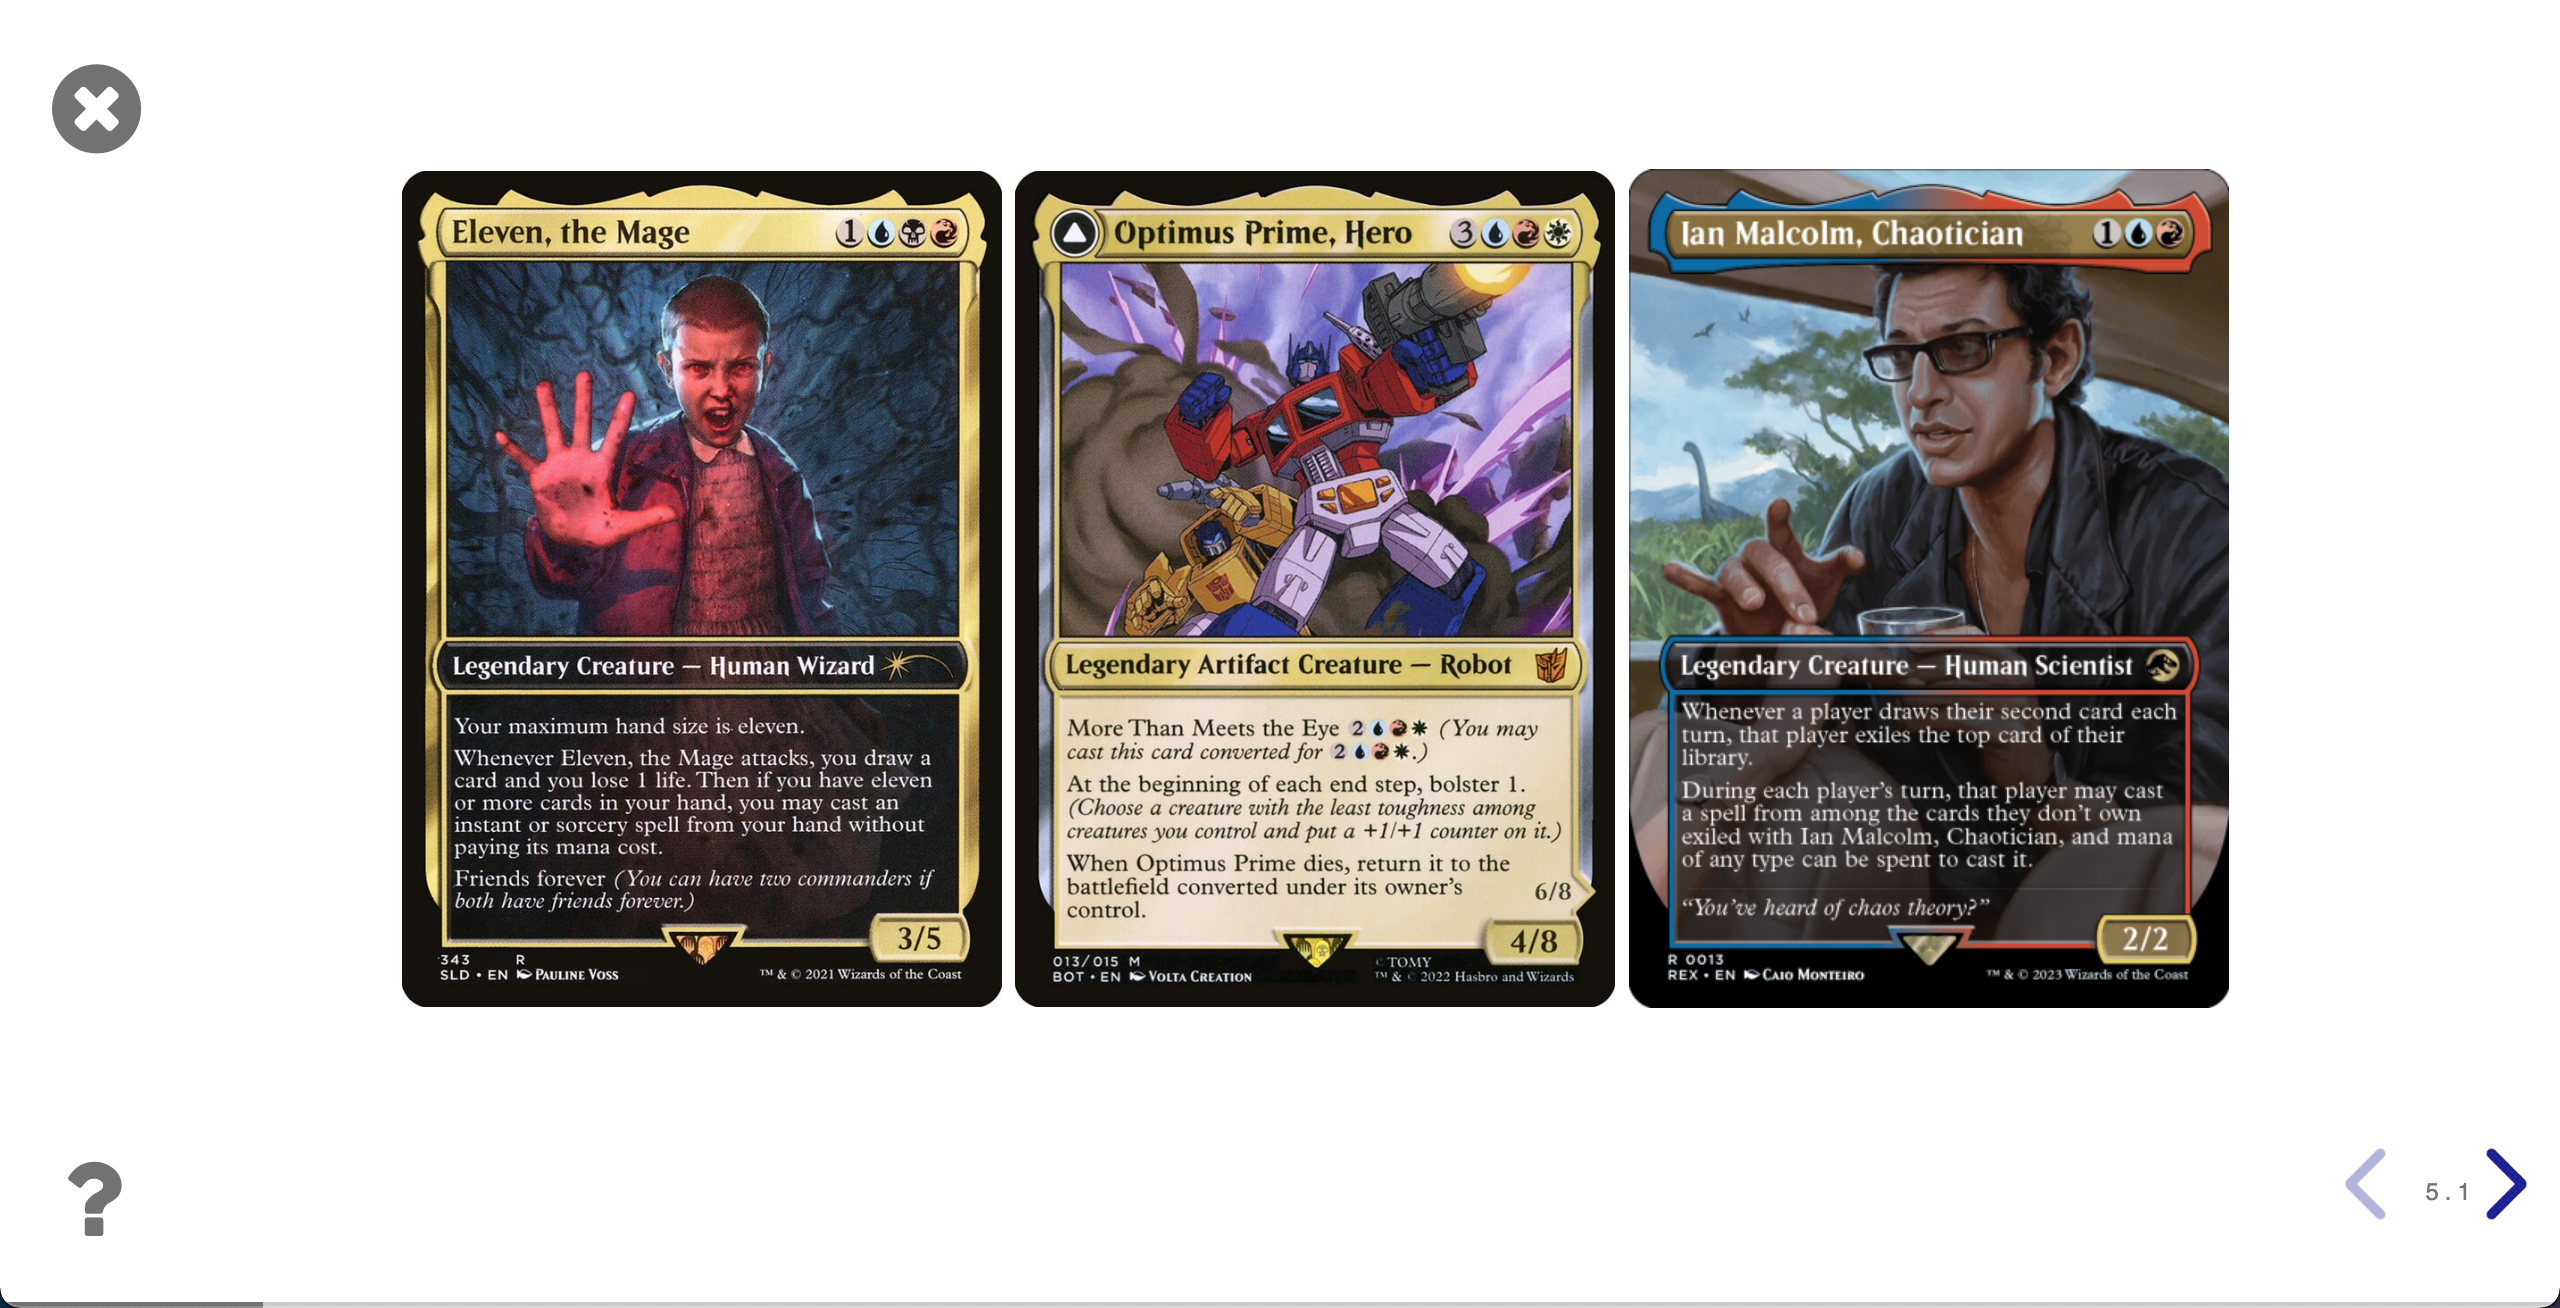 Eleven, the Mage 1
Legendary Creature — Human Wizard
Your maximum hand size is eleven.
Whenever Eleven, the Mage attacks, you draw a
card and you lose 1 life. Then if you have eleven
or more cards in your hand, you may cast an
instant or sorcery spell from your hand without
paying its mana cost.
Friends forever (You can have two commanders if
both have friends forever.)
3/5
343 R
SLD • EN PAULINE VOSS ™ & © 2021 Wizards of the Coast
Optimus Prime, Hero 3
Legendary Artifact Creature — Robot
More Than Meets the Eye 2 (You may
cast this card converted for 2 .)
At the beginning of each end step, bolster 1.
(Choose a creature with the least toughness among
creatures you control and put a +1/+1 counter on it.)
When Optimus Prime dies, return it to the
battlefield converted under its owner's
control.
6/8
4/8
013/015 M © TOMY
BOT • EN VOLTA CREATION ™ & © 2022 Hasbro and Wizards
Ian Malcolm, Chaotician 1
Legendary Creature — Human Scientist
Whenever a player draws their second card each
turn, that player exiles the top card of their
library.
During each player's turn, that player may cast
a spell from among the cards they don't own
exiled with Ian Malcolm, Chaotician, and mana
of any type can be spent to cast it.
"You've heard of chaos theory?"
2/2
R 0013
REX • EN CAIO MONTEIRO ™ & © 2023 Wizards of the Coast
?
5.1